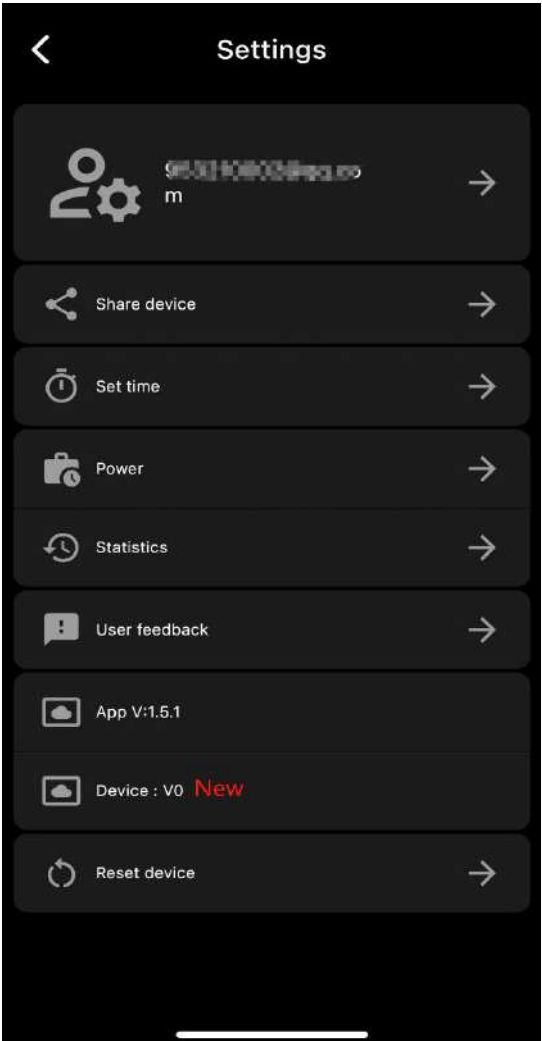 Settings
m
Share device
Set time
Power
Statistics
User feedback
App V:1.5.1
Device : V0 New
Reset device